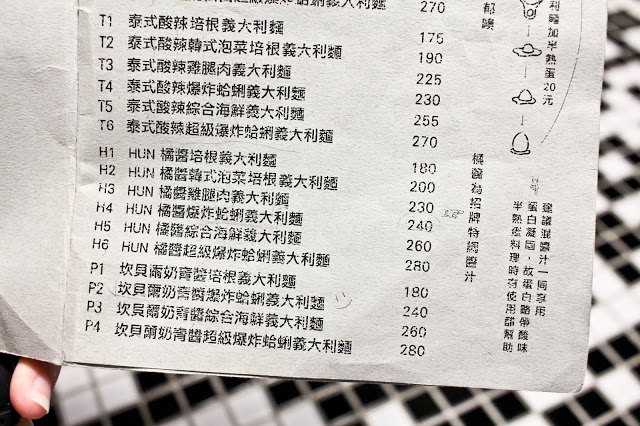 270
T1 泰式酸辣培根義大利麵 175
T2 泰式酸辣韓式泡菜培根義大利麵 190
T3 泰式酸辣雞腿肉義大利麵 225
T4 泰式酸辣爆炸蛤蜊義大利麵 230
T5 泰式酸辣綜合海鮮義大利麵 255
T6 泰式酸辣超級爆炸蛤蜊義大利麵 270
H1 HUN 橘醬培根義大利麵 180
H2 HUN 橘醬韓式泡菜培根義大利麵 200
H3 HUN 橘醬雞腿肉義大利麵 230
H4 HUN 橘醬爆炸蛤蜊義大利麵 240
H5 HUN 橘醬綜合海鮮義大利麵 260
H6 HUN 橘醬超級爆炸蛤蜊義大利麵 280
P1 坎貝爾奶青醬培根義大利麵 180
P2 坎貝爾奶青醬爆炸蛤蜊義大利麵 240
P3 坎貝爾奶青醬綜合海鮮義大利麵 260
P4 坎貝爾奶青醬超級爆炸蛤蜊義大利麵 280
郁噢
橘醬為招牌特調醬汁
利麵加半熟蛋20元
建議混醬汁一同享用
蛋白凝固，故蛋白略帶酸味
半熟蛋料理時有使用醋幫助